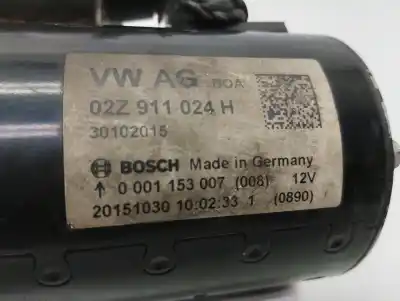 VW AG BOA
02Z 911 024 H
30102015
BOSCH Made in Germany
↑ 0 001 153 007 (008) 12V
20151030 10:02:33 1 (0890)